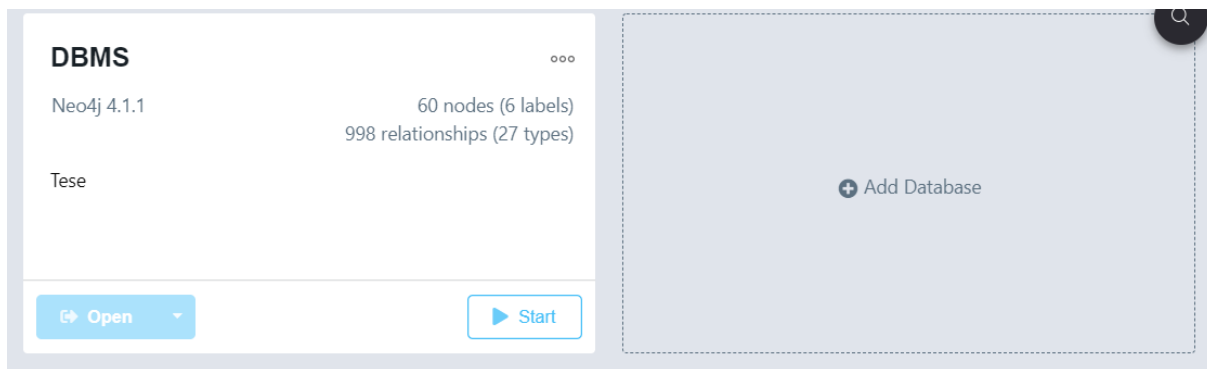 DBMS
Neo4j 4.1.1
60 nodes (6 labels)
998 relationships (27 types)
Tese
Open
Start
Add Database